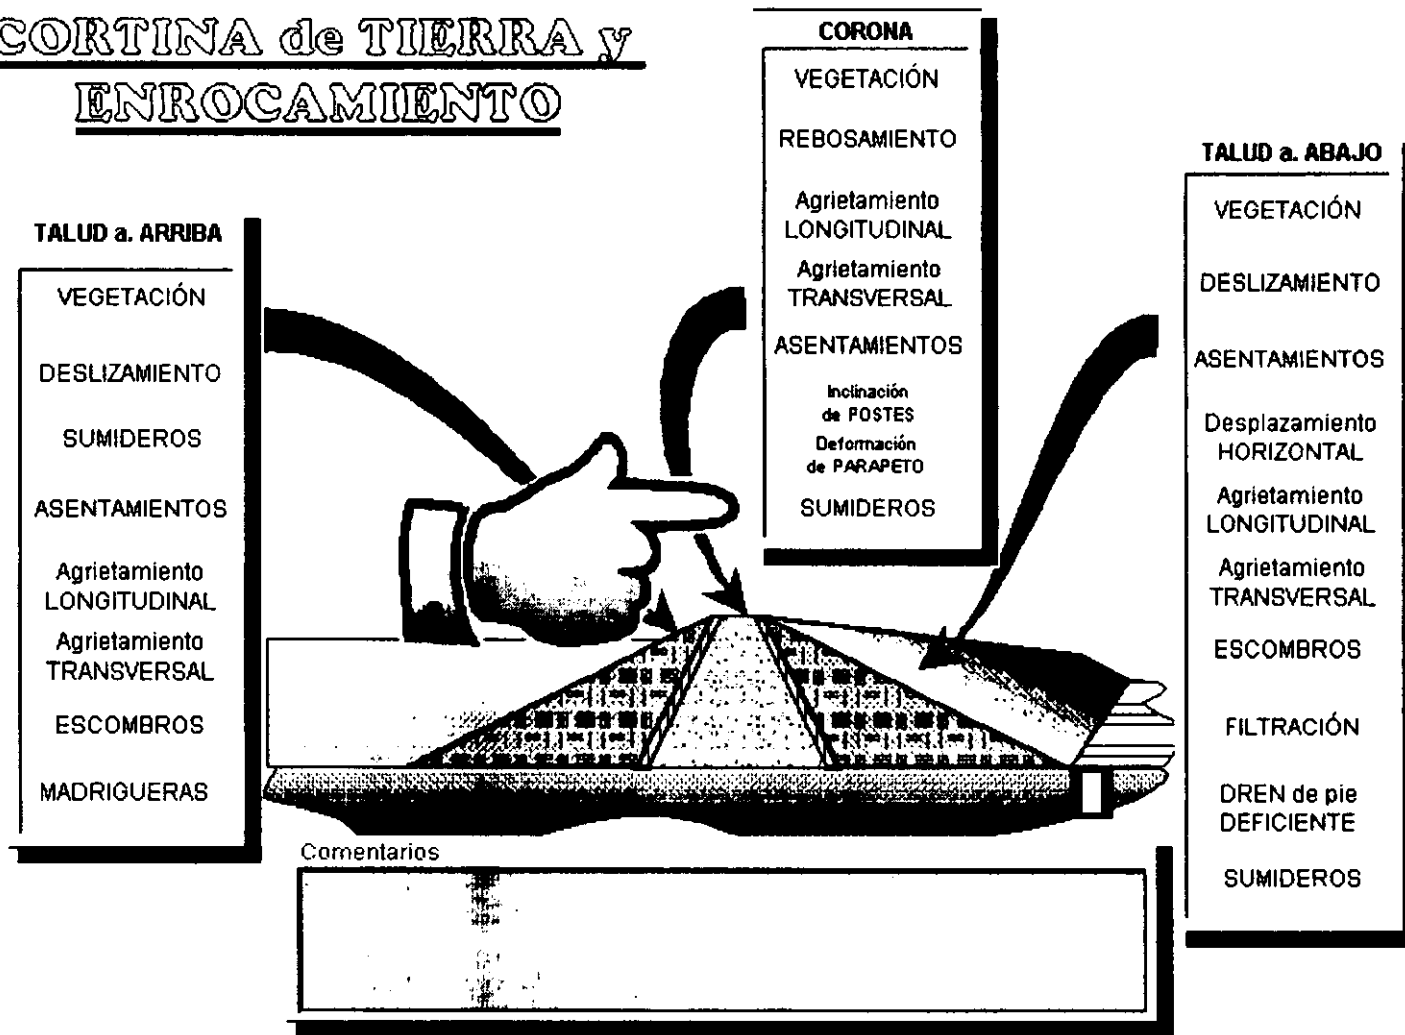 CORTINA de TIERRA y
ENROCAMIENTO
TALUD a. ARRIBA
VEGETACIÓN
DESLIZAMIENTO
SUMIDEROS
ASENTAMIENTOS
Agrietamiento
LONGITUDINAL
Agrietamiento
TRANSVERSAL
ESCOMBROS
MADRIGUERAS
CORONA
VEGETACIÓN
REBOSAMIENTO
Agrietamiento
LONGITUDINAL
Agrietamiento
TRANSVERSAL
ASENTAMIENTOS
Inclinación
de POSTES
Deformación
de PARAPETO
SUMIDEROS
TALUD a. ABAJO
VEGETACIÓN
DESLIZAMIENTO
ASENTAMIENTOS
Desplazamiento
HORIZONTAL
Agrietamiento
LONGITUDINAL
Agrietamiento
TRANSVERSAL
ESCOMBROS
FILTRACIÓN
DREN de pie
DEFICIENTE
SUMIDEROS
Comentarios